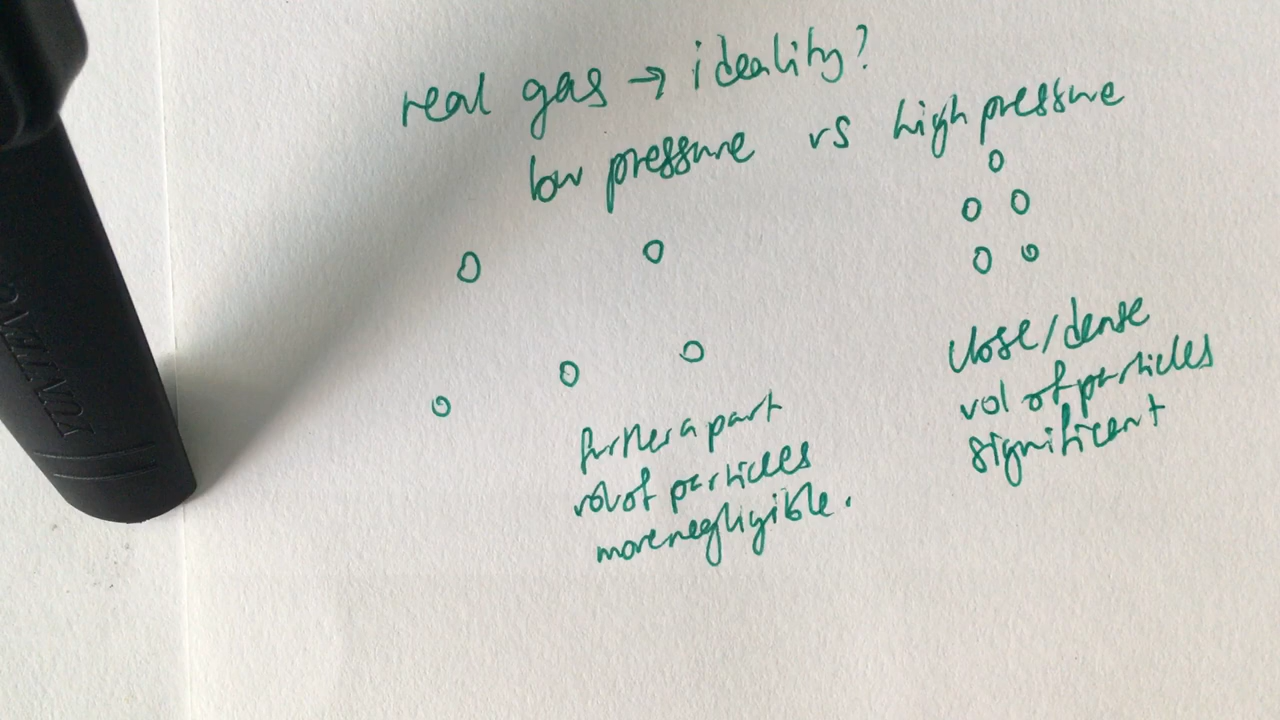 real gas → ideality?
low pressure vs high pressure
further apart
vol of particles
more negligible.
close/dense
vol of particles
significant